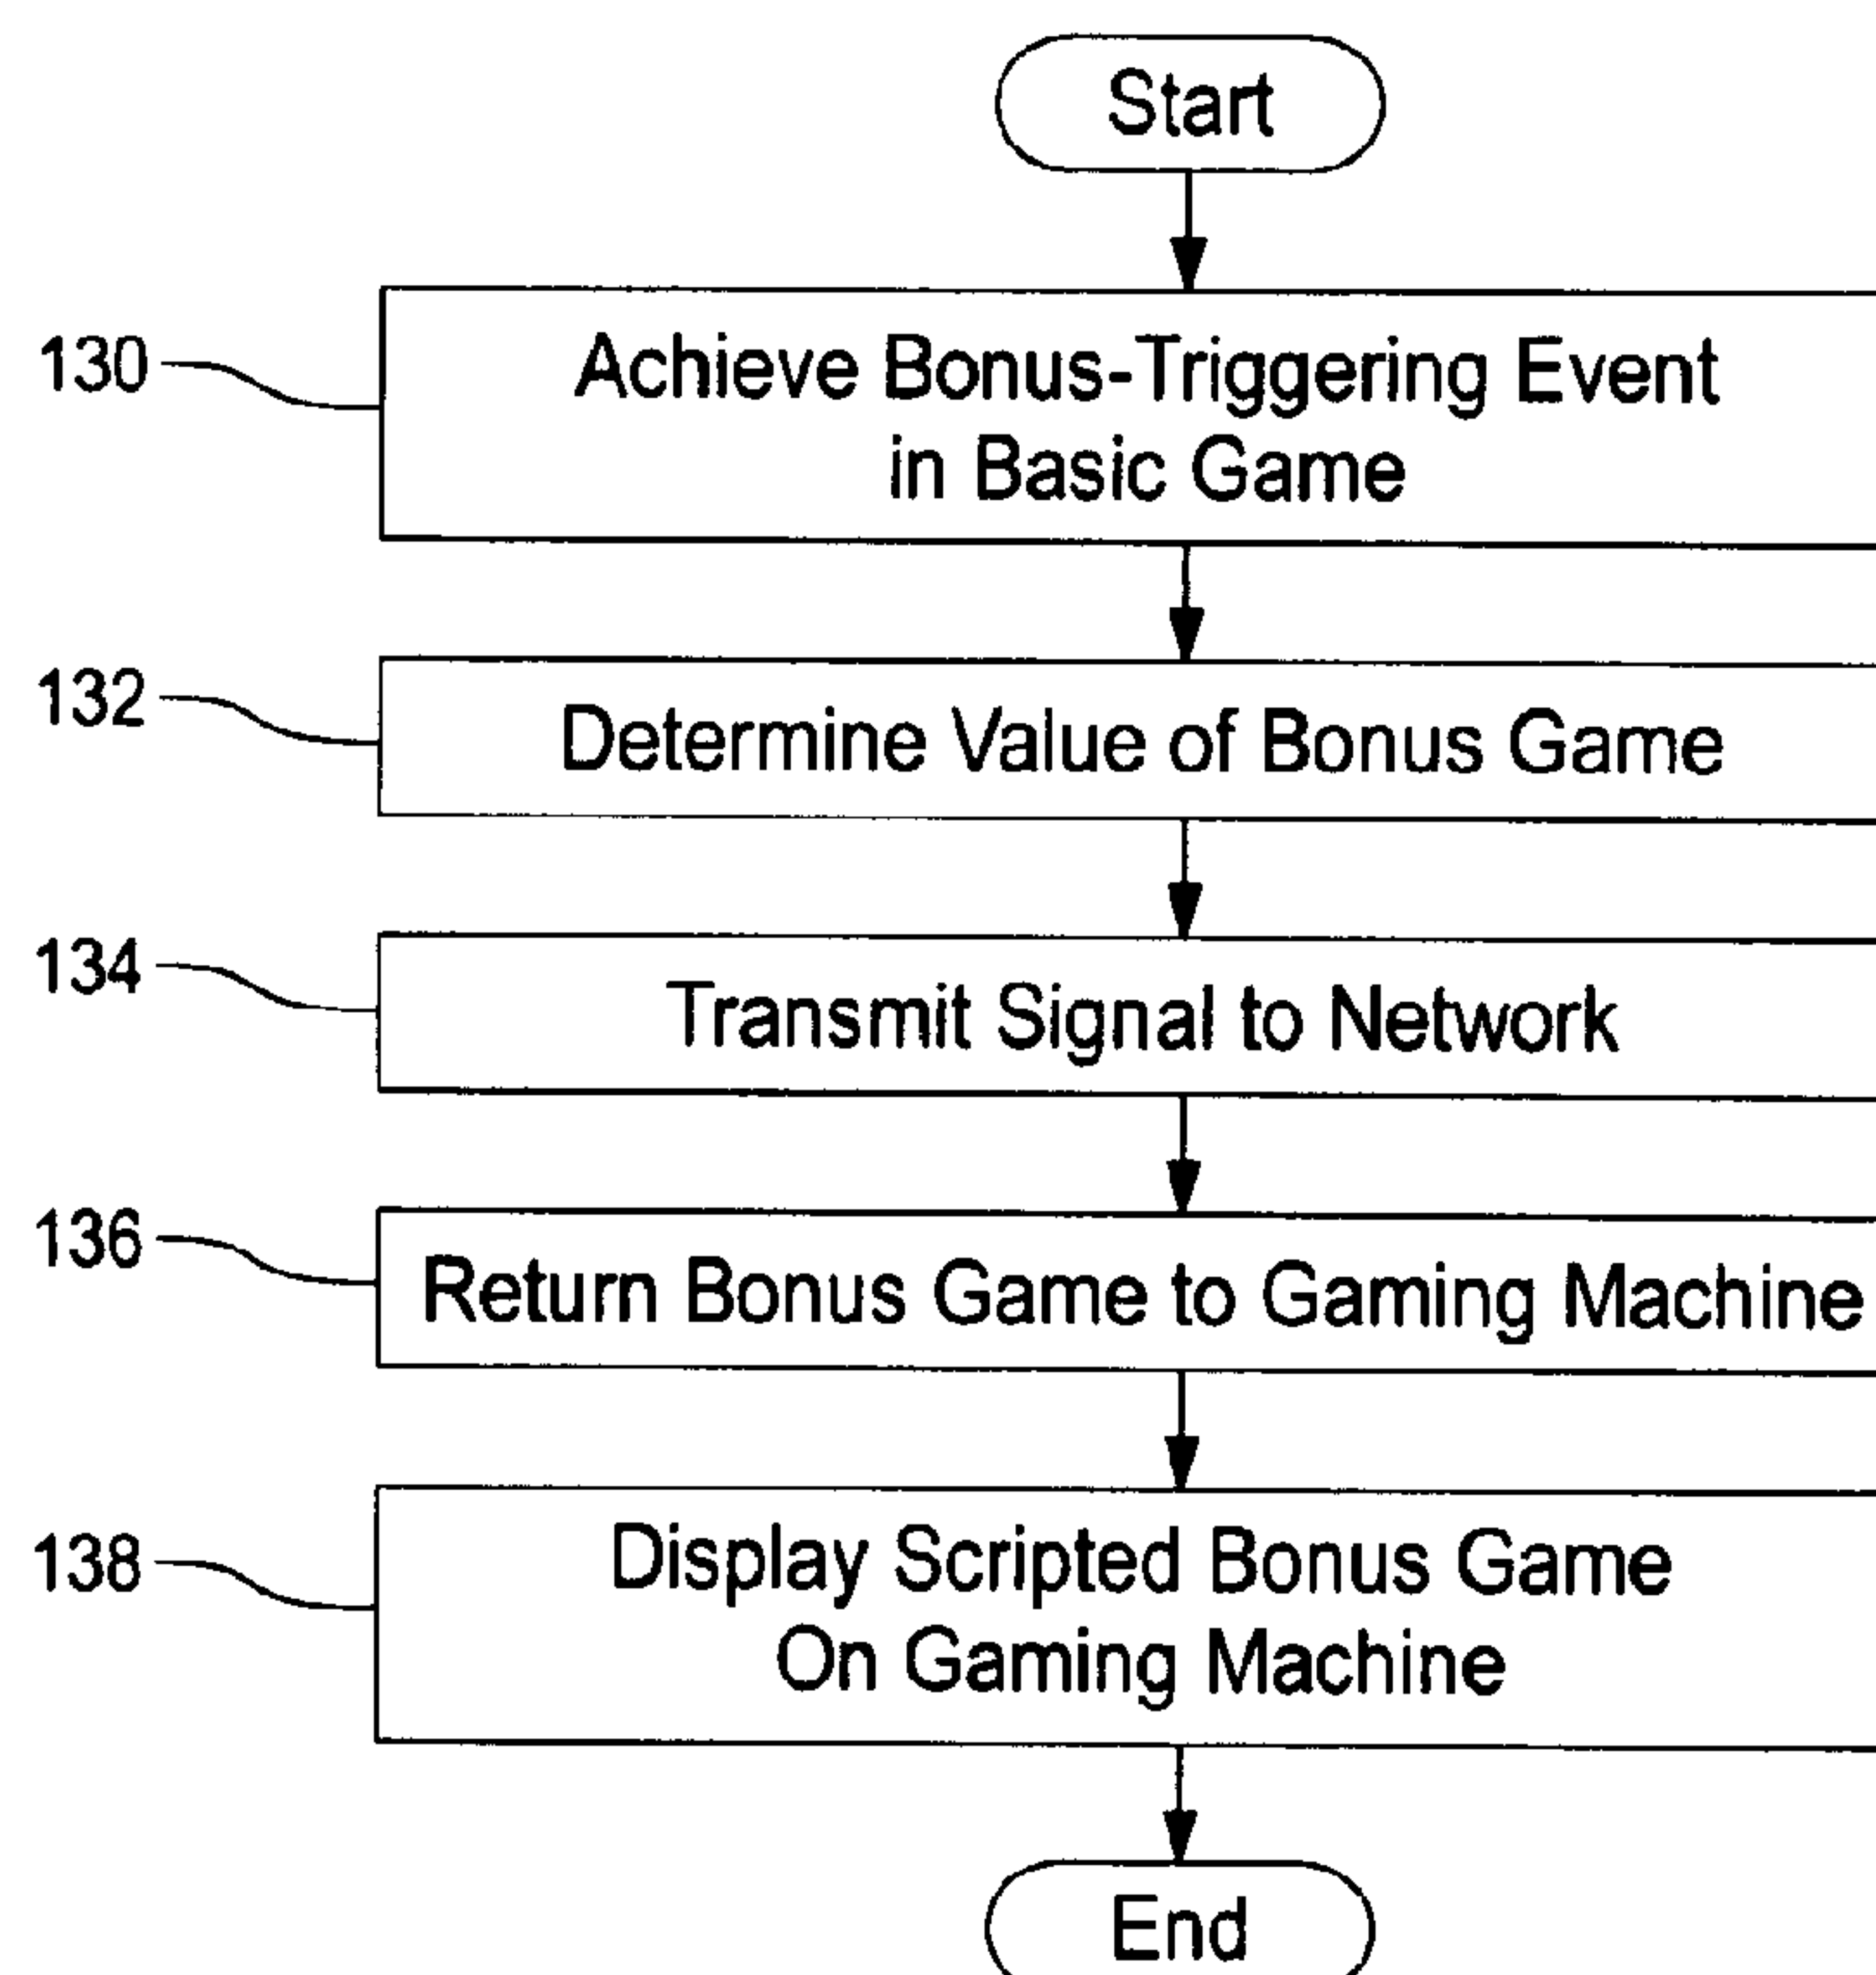 Start
130
Achieve Bonus-Triggering Event
in Basic Game
132
Determine Value of Bonus Game
134
Transmit Signal to Network
136
Return Bonus Game to Gaming Machine
138
Display Scripted Bonus Game
On Gaming Machine
End